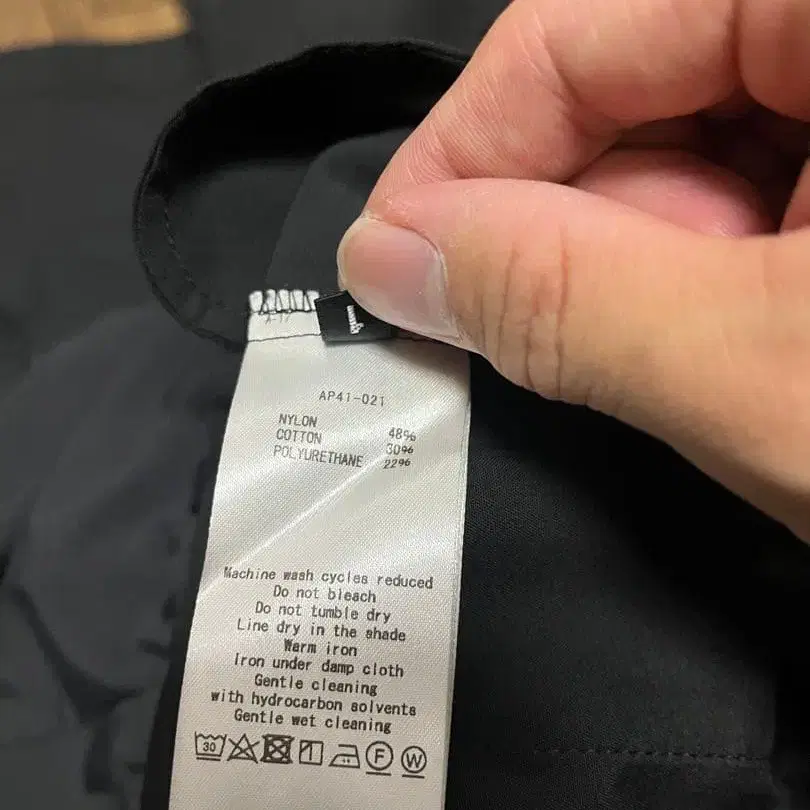 AP41-021
NYLON 48%
COTTON 30%
POLYURETHANE 22%
Machine wash cycles reduced
Do not bleach
Do not tumble dry
Line dry in the shade
Warm iron
Iron under damp cloth
Gentle cleaning
with hydrocarbon solvents
Gentle wet cleaning
30 F W